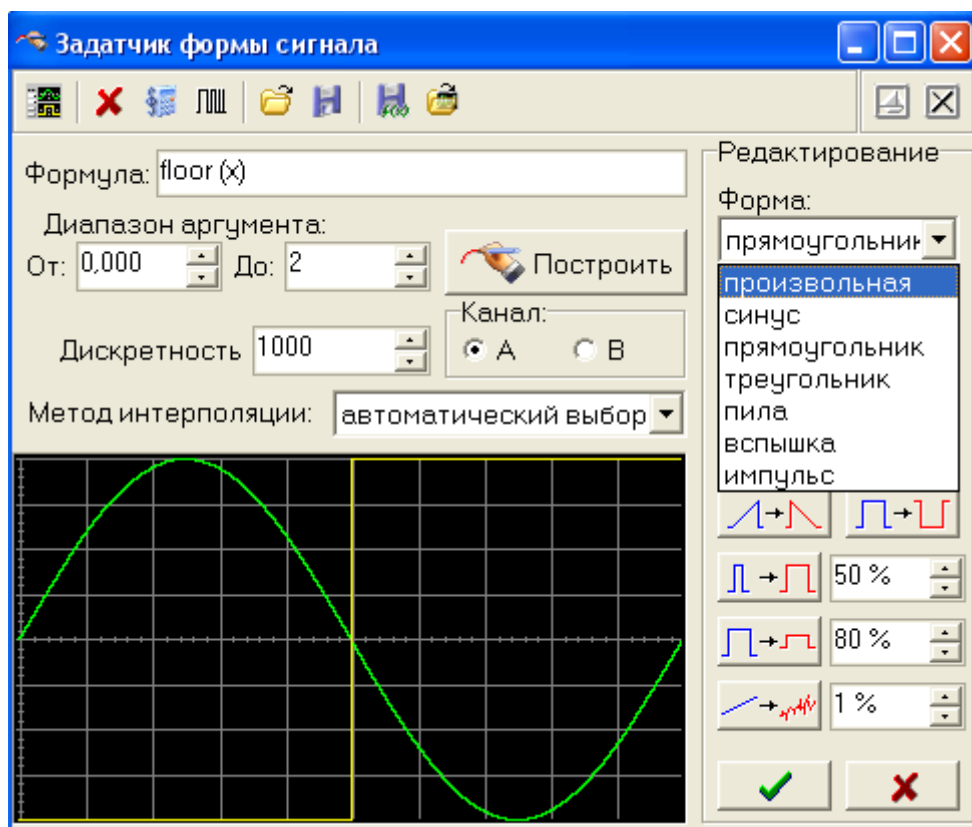 Задатчик формы сигнала
Формула: floor (x)
Диапазон аргумента:
От: 0,000 До: 2
Построить
Дискретность 1000
Канал:
A B
Метод интерполяции: автоматический выбор
Редактирование
Форма:
прямоугольник
произвольная
синус
прямоугольник
треугольник
пила
вспышка
импульс
50 %
80 %
1 %